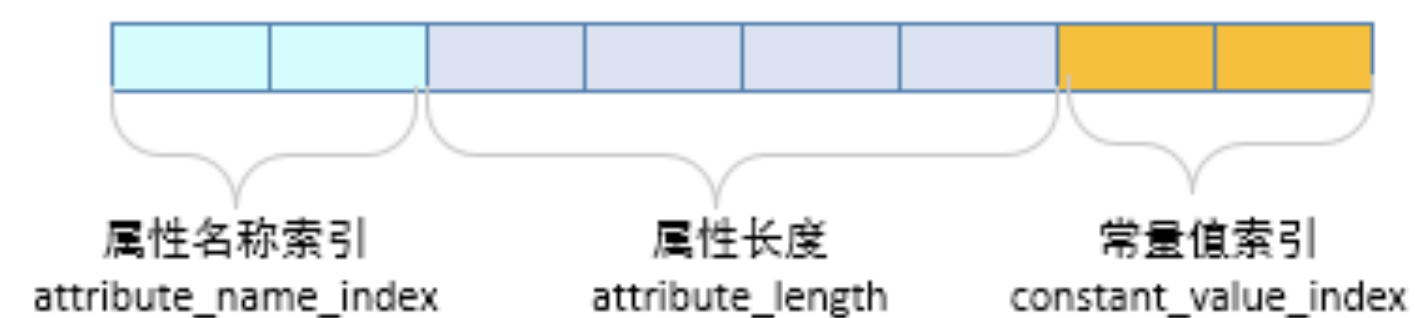 属性名称索引
attribute_name_index
属性长度
attribute_length
常量值索引
constant_value_index